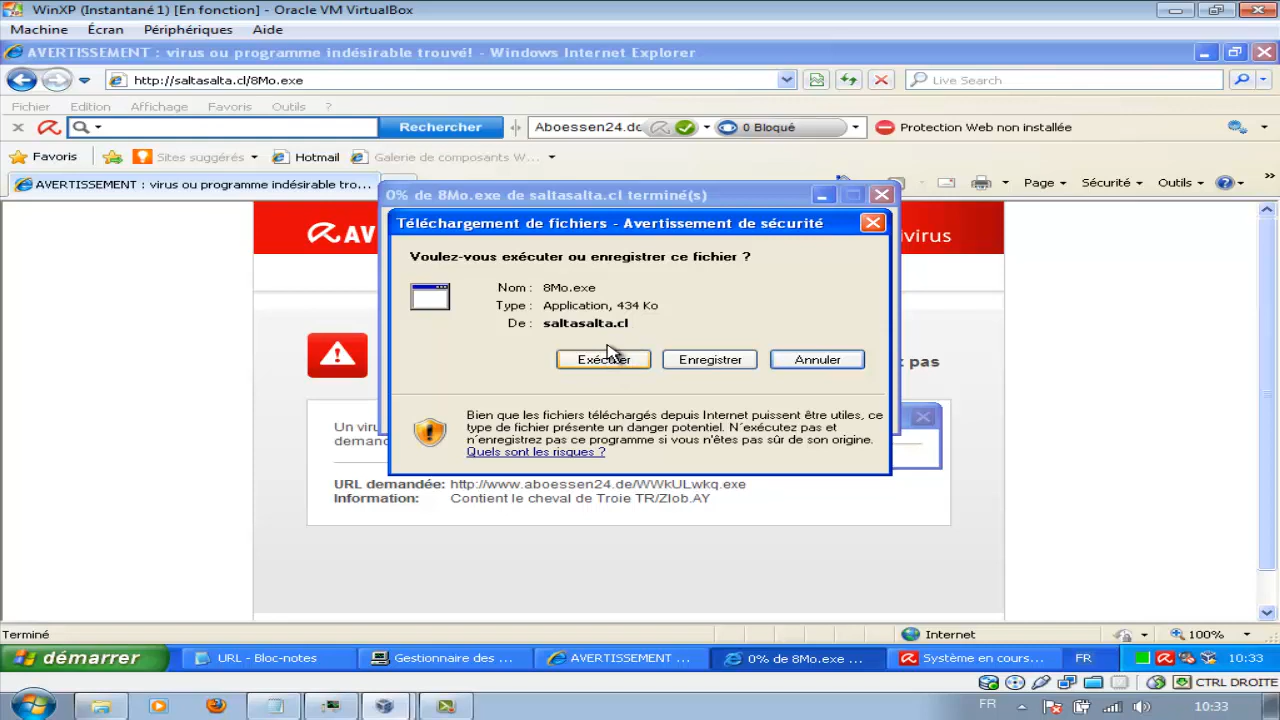 WinXP (Instantané 1) [En fonction] - Oracle VM VirtualBox
Machine Écran Périphériques Aide
AVERTISSEMENT : virus ou programme indésirable trouvé! - Windows Internet Explorer
http://saltasalta.cl/8Mo.exe
Live Search
Fichier Edition Affichage Favoris Outils ?
Rechercher
Aboessen24.de
0 Bloqué
Protection Web non installée
Favoris
Sites suggérés
Hotmail
Galerie de composants W...
AVERTISSEMENT : virus ou programme indésirable tro...
Page Sécurité Outils
0% de 8Mo.exe de saltasalta.cl terminé(s)
Téléchargement de fichiers - Avertissement de sécurité
AV
Voulez-vous exécuter ou enregistrer ce fichier ?
Nom : 8Mo.exe
Type : Application, 434 Ko
De : saltasalta.cl
Exécuter Enregistrer Annuler
pas
Bien que les fichiers téléchargés depuis Internet puissent être utiles, ce
type de fichier présente un danger potentiel. N'exécutez pas et
n'enregistrez pas ce programme si vous n'êtes pas sûr de son origine.
Quels sont les risques ?
Un viru
deman
URL demandée: http://www.aboessen24.de/WWkULwkq.exe
Information: Contient le cheval de Troie TR/Zlob.AY
Terminé
Internet
100%
démarrer
URL - Bloc-notes
Gestionnaire des ...
AVERTISSEMENT ...
0% de 8Mo.exe ...
Système en cours...
FR
10:33
CTRL DROITE
FR
10:33